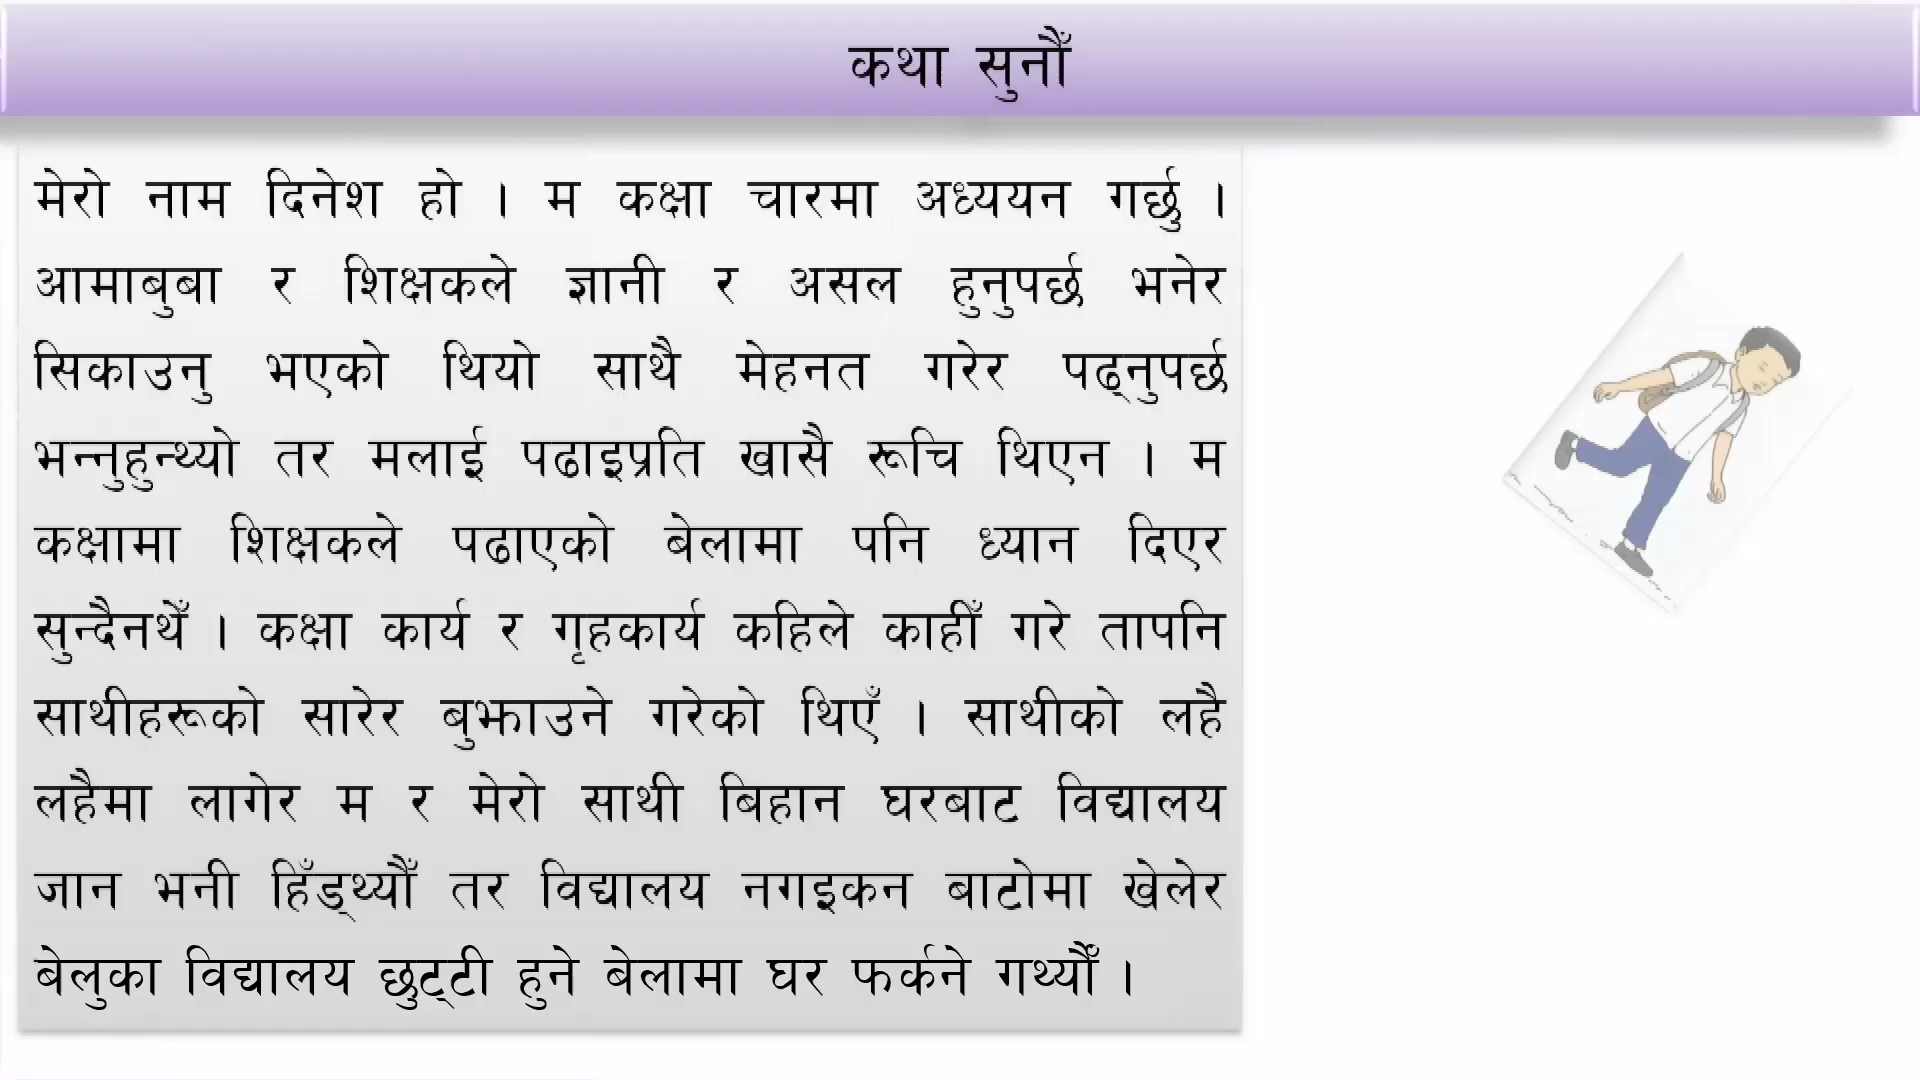 कथा सुनौँ
मेरो नाम दिनेश हो । म कक्षा चारमा अध्ययन गर्छु ।
आमाबुबा र शिक्षकले ज्ञानी र असल हुनुपर्छ भनेर
सिकाउनु भएको थियो साथै मेहनत गरेर पढ्नुपर्छ
भन्नुहुन्थ्यो तर मलाई पढाइप्रति खासै रूचि थिएन । म
कक्षामा शिक्षकले पढाएको बेलामा पनि ध्यान दिएर
सुन्दैनथेँ । कक्षा कार्य र गृहकार्य कहिले काहीँ गरे तापनि
साथीहरूको सारेर बुझाउने गरेको थिएँ । साथीको लहै
लहैमा लागेर म र मेरो साथी बिहान घरबाट विद्यालय
जान भनी हिँड्थ्यौँ तर विद्यालय नगइकन बाटोमा खेलेर
बेलुका विद्यालय छुट्टी हुने बेलामा घर फर्कने गर्थ्यौँ ।